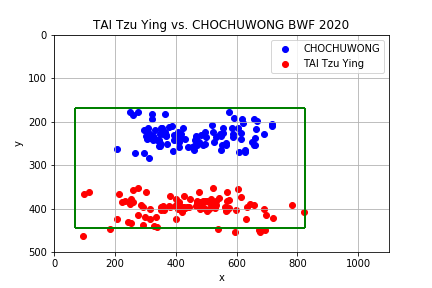 TAI Tzu Ying vs. CHOCHUWONG BWF 2020
CHOCHUWONG
TAI Tzu Ying
0
100
200
300
400
500
y
0 200 400 600 800 1000
x